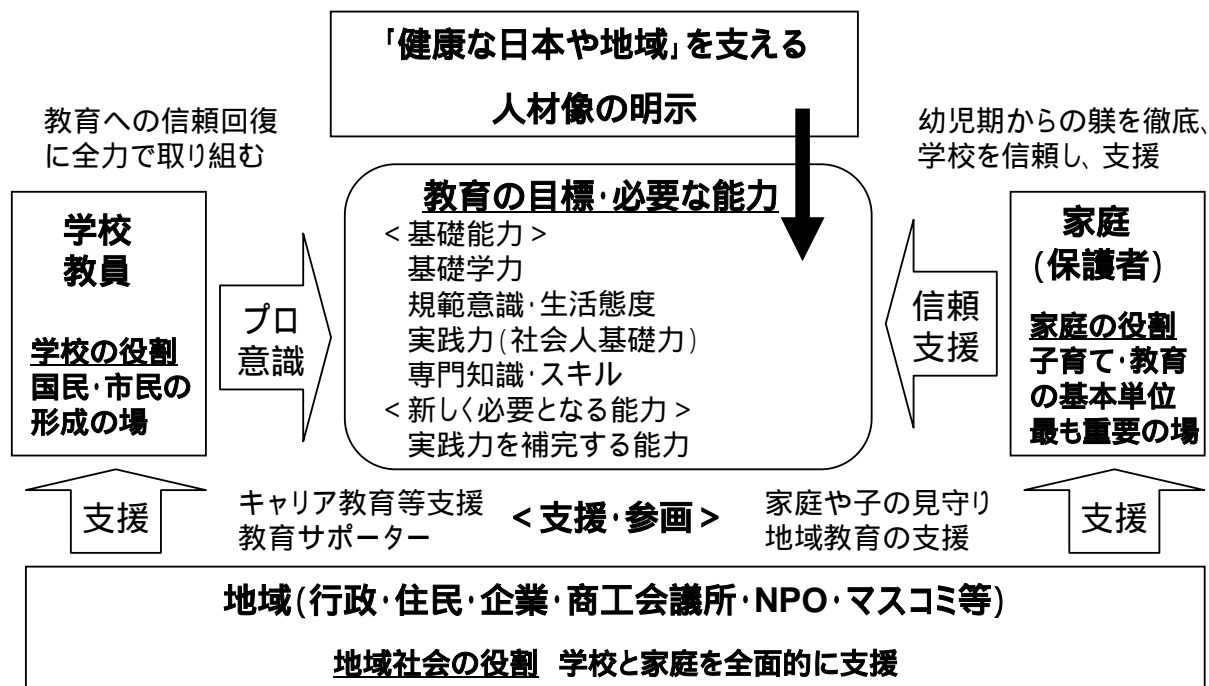 「健康な日本や地域」を支える
人材像の明示
教育への信頼回復
に全力で取り組む
幼児期からの躾を徹底、
学校を信頼し、支援
学校
教員
学校の役割
国民・市民の
形成の場
プロ
意識
教育の目標・必要な能力
<基礎能力>
基礎学力
規範意識・生活態度
実践力(社会人基礎力)
専門知識・スキル
<新しく必要となる能力>
実践力を補完する能力
信頼
支援
家庭
(保護者)
家庭の役割
子育て・教育
の基本単位
最も重要の場
支援
キャリア教育等支援
教育サポーター
<支援・参画>
家庭や子の見守り
地域教育の支援
支援
地域(行政・住民・企業・商工会議所・NPO・マスコミ等)
地域社会の役割 学校と家庭を全面的に支援